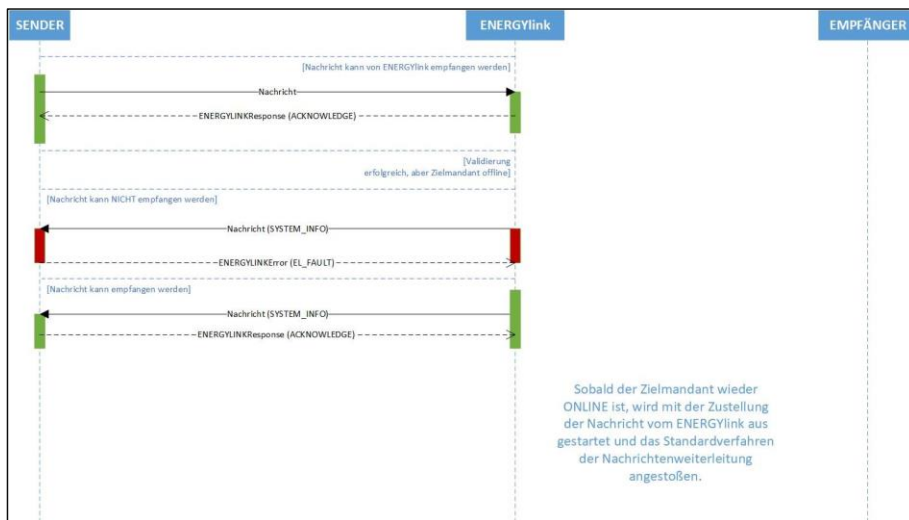 SENDER
ENERGYlink
EMPFÄNGER
[Nachricht kann von ENERGYlink empfangen werden]
Nachricht
ENERGYLINKResponse (ACKNOWLEDGE)
[Validierung
erfolgreich, aber Zielmandant offline]
[Nachricht kann NICHT empfangen werden]
Nachricht (SYSTEM_INFO)
ENERGYLINKError (EL_FAULT)
[Nachricht kann empfangen werden]
Nachricht (SYSTEM_INFO)
ENERGYLINKResponse (ACKNOWLEDGE)
Sobald der Zielmandant wieder
ONLINE ist, wird mit der Zustellung
der Nachricht vom ENERGYlink aus
gestartet und das Standardverfahren
der Nachrichtenweiterleitung
angestoßen.